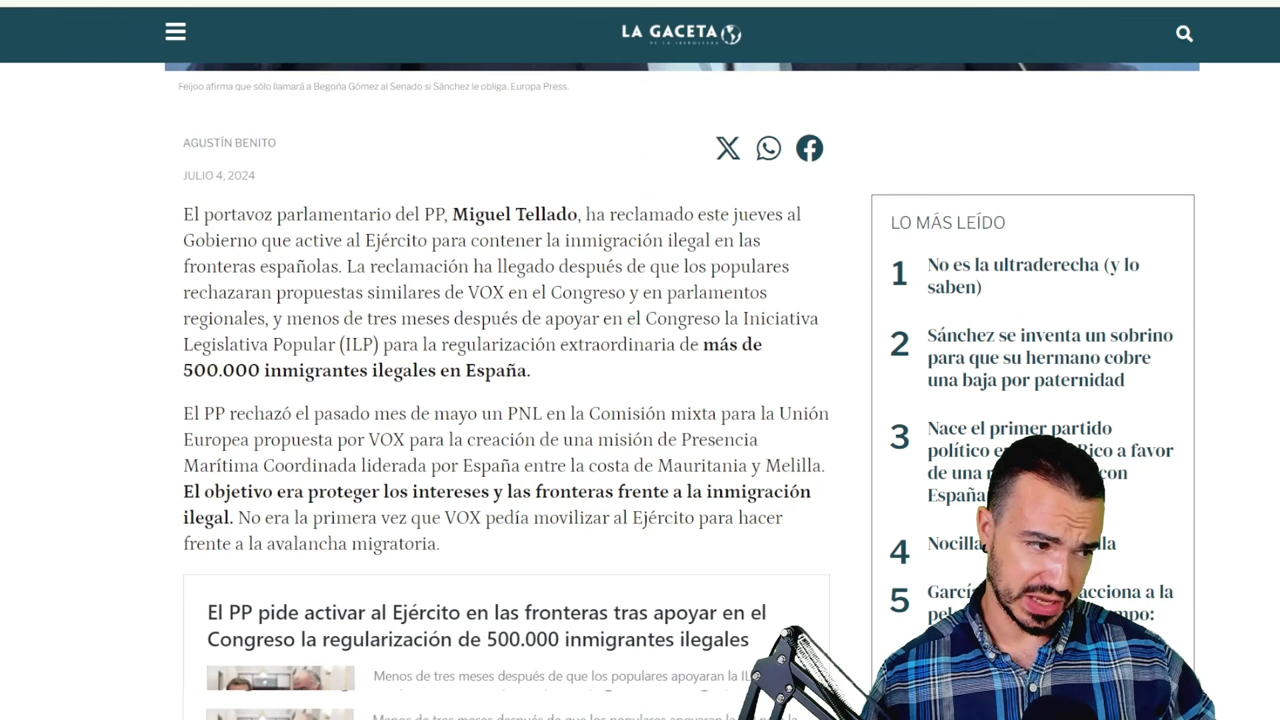 LA GACETA
DE LA IBEROSFERA
Feijoo afirma que sólo llamará a Begoña Gómez al Senado si Sánchez le obliga. Europa Press.
AGUSTÍN BENITO
JULIO 4, 2024
El portavoz parlamentario del PP, Miguel Tellado, ha reclamado este jueves al
Gobierno que active al Ejército para contener la inmigración ilegal en las
fronteras españolas. La reclamación ha llegado después de que los populares
rechazaran propuestas similares de VOX en el Congreso y en parlamentos
regionales, y menos de tres meses después de apoyar en el Congreso la Iniciativa
Legislativa Popular (ILP) para la regularización extraordinaria de más de
500.000 inmigrantes ilegales en España.
El PP rechazó el pasado mes de mayo un PNL en la Comisión mixta para la Unión
Europea propuesta por VOX para la creación de una misión de Presencia
Marítima Coordinada liderada por España entre la costa de Mauritania y Melilla.
El objetivo era proteger los intereses y las fronteras frente a la inmigración
ilegal. No era la primera vez que VOX pedía movilizar al Ejército para hacer
frente a la avalancha migratoria.
El PP pide activar al Ejército en las fronteras tras apoyar en el
Congreso la regularización de 500.000 inmigrantes ilegales
Menos de tres meses después de que los populares apoyaran la
LO MÁS LEÍDO
1 No es la ultraderecha (y lo
saben)
2 Sánchez se inventa un sobrino
para que su hermano cobre
una baja por paternidad
3 Nace el primer partido
político Rico a favor
de una con
España
4
5 a la